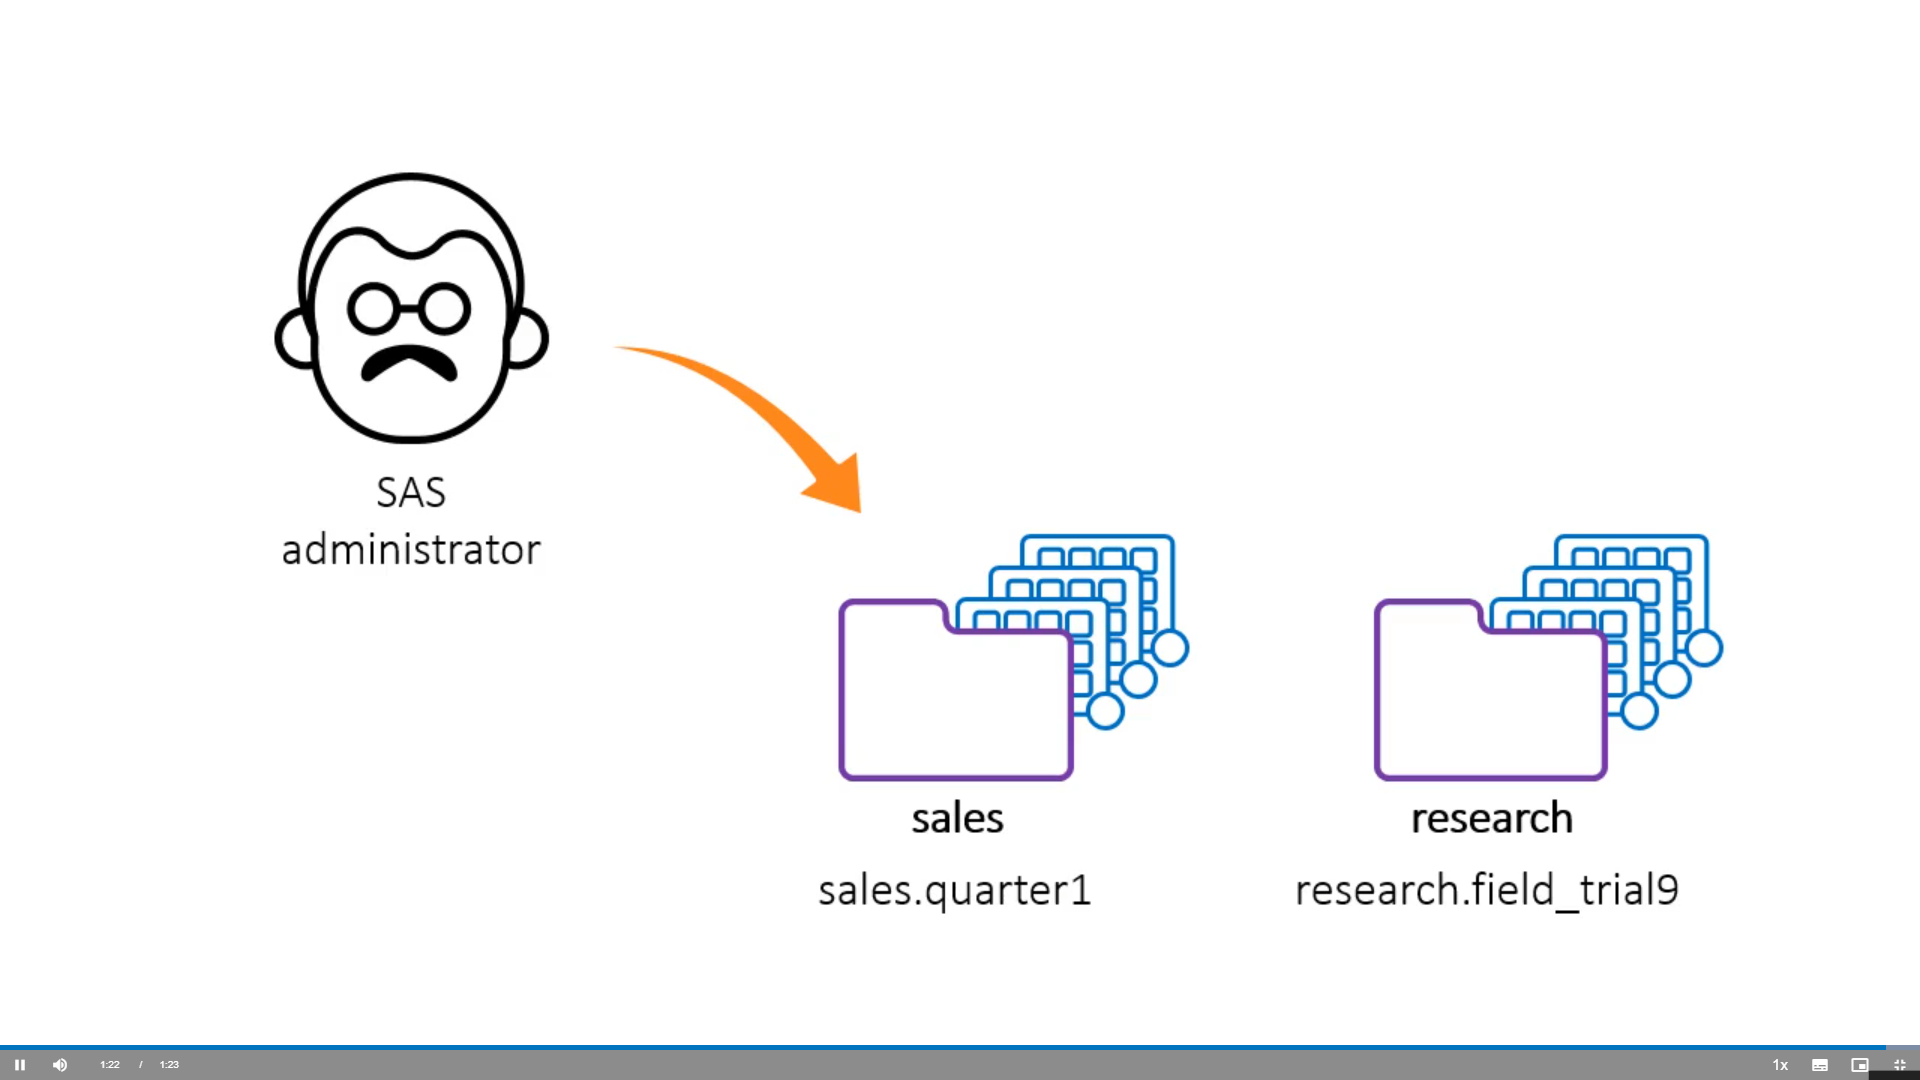 SAS
administrator
sales
research
sales.quarter1
research.field_trial9
1:22 / 1:23
1x